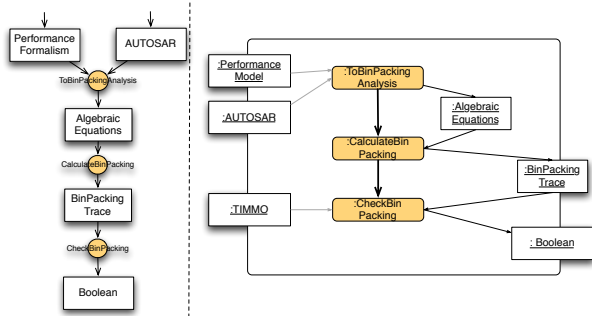 Performance
Formalism
AUTOSAR
ToBinPackingAnalysis
Algebraic
Equations
CalculateBinPacking
BinPacking
Trace
CheckBinPacking
Boolean
:Performance
Model
:AUTOSAR
:TIMMO
:ToBinPacking
Analysis
:Algebraic
Equations
:CalculateBin
Packing
:BinPacking
Trace
:CheckBin
Packing
: Boolean